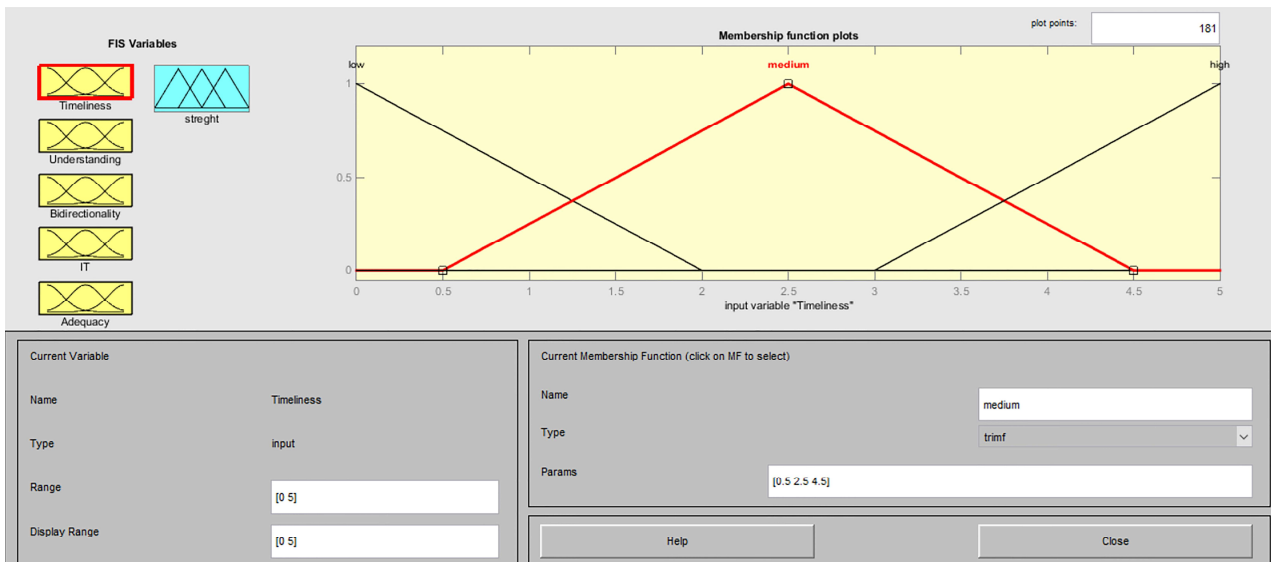 FIS Variables
Timeliness
streght
Understanding
Bidirectionality
IT
Adequacy
plot points:
181
Membership function plots
low
medium
high
1
0.5
0
0 0.5 1 1.5 2 2.5 3 3.5 4 4.5 5
input variable "Timeliness"
Current Variable
Name Timeliness
Type input
Range [0 5]
Display Range [0 5]
Current Membership Function (click on MF to select)
Name medium
Type trimf
Params [0.5 2.5 4.5]
Help Close